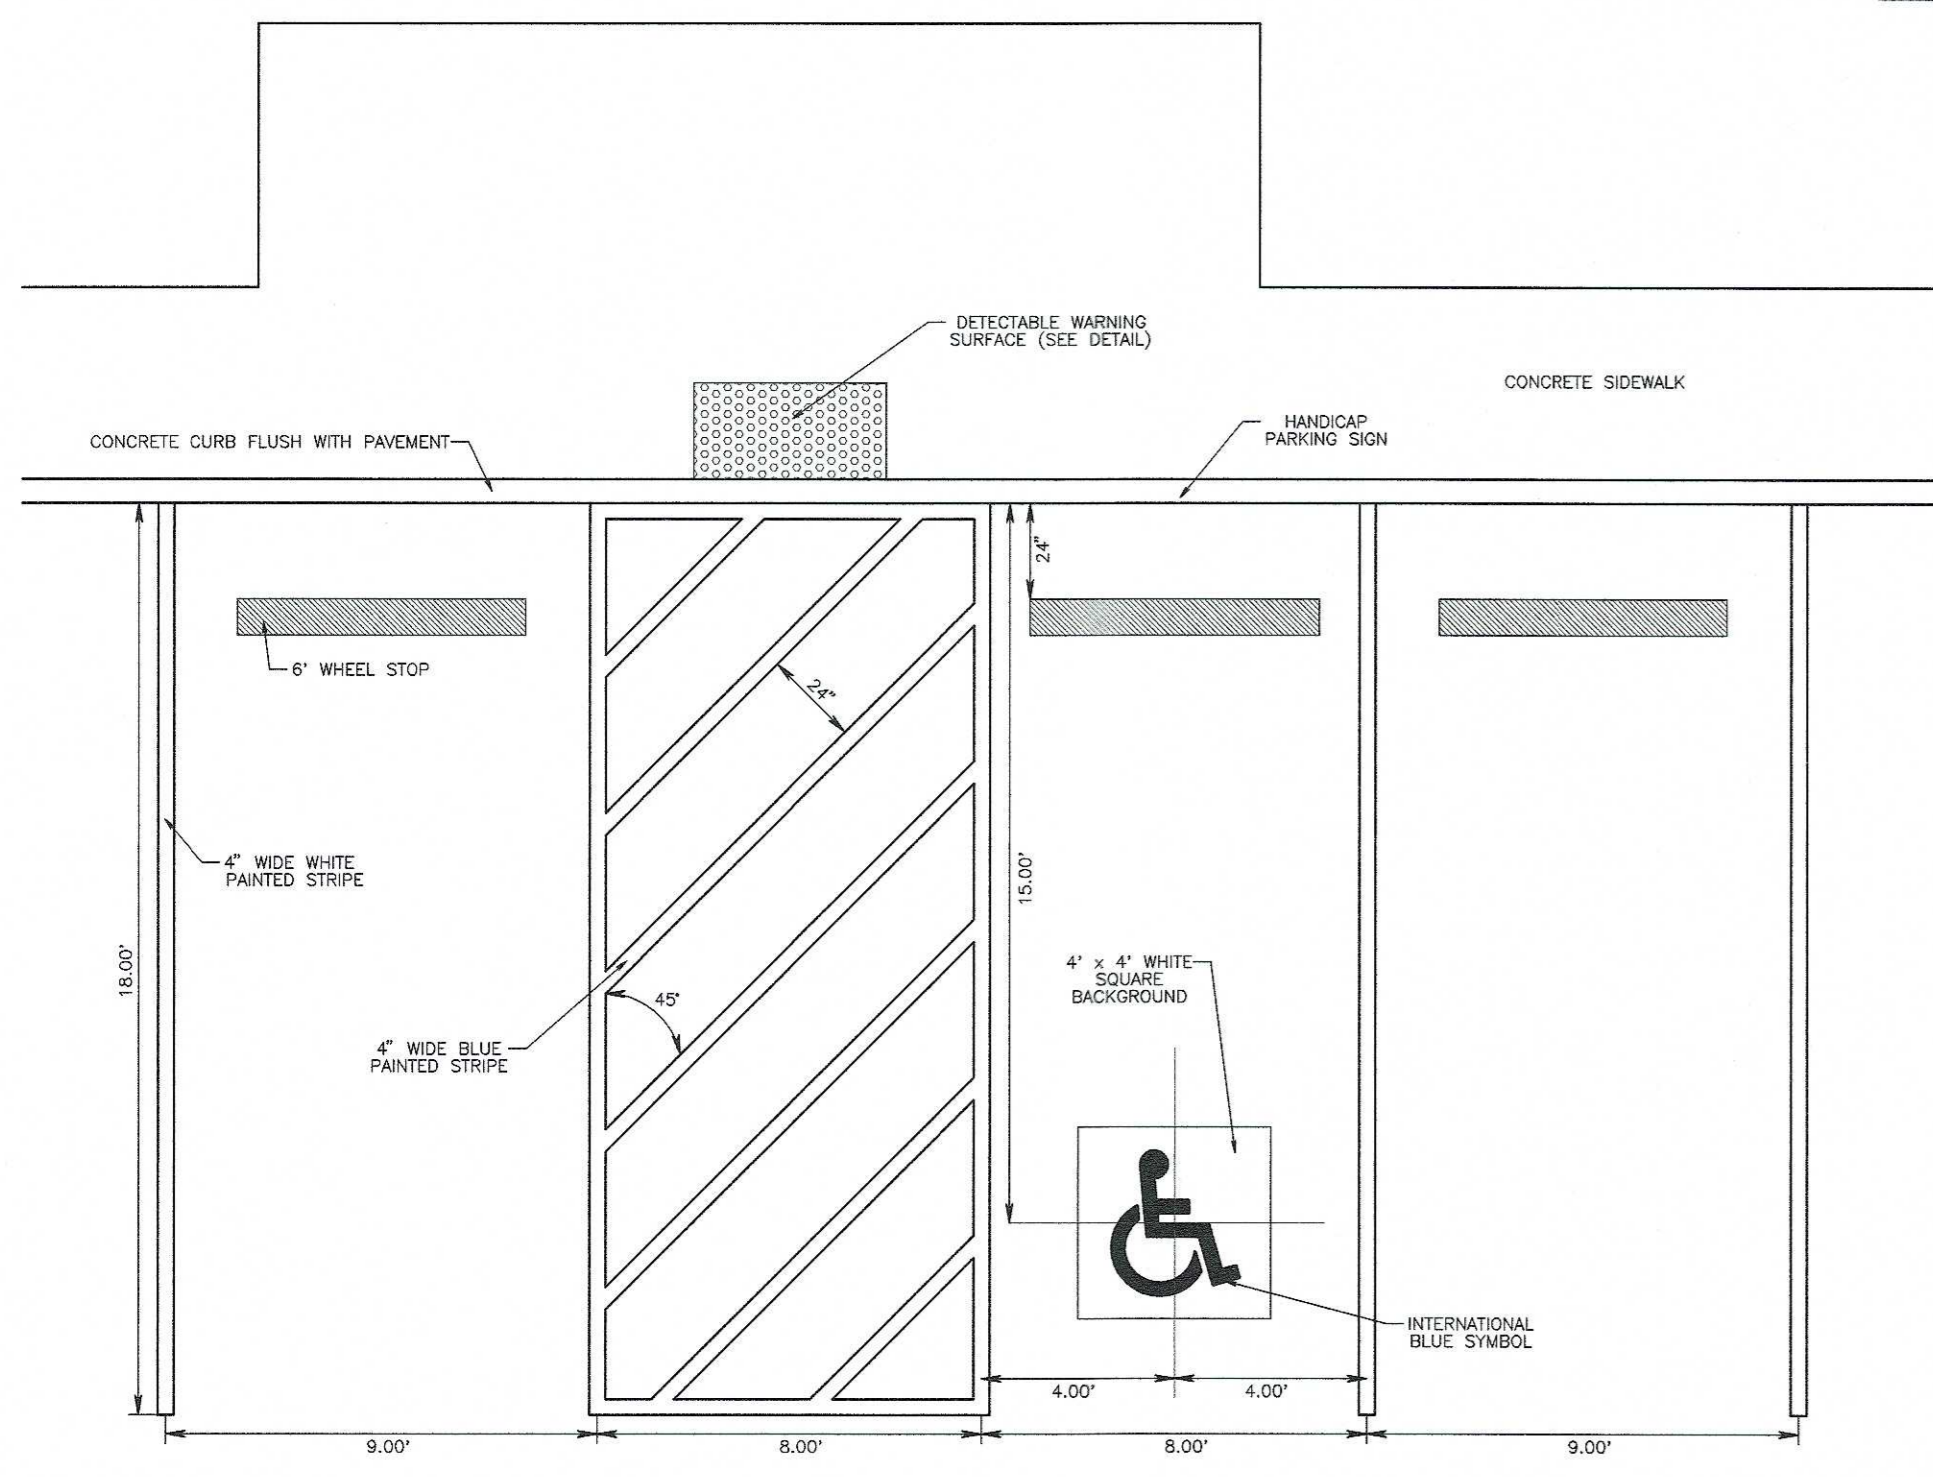 DETECTABLE WARNING
SURFACE (SEE DETAIL)
CONCRETE SIDEWALK
HANDICAP
PARKING SIGN
CONCRETE CURB FLUSH WITH PAVEMENT
24"
6' WHEEL STOP
24"
4" WIDE WHITE
PAINTED STRIPE
15.00'
18.00'
4' x 4' WHITE
SQUARE
BACKGROUND
45°
4" WIDE BLUE
PAINTED STRIPE
INTERNATIONAL
BLUE SYMBOL
4.00'
4.00'
9.00'
8.00'
8.00'
9.00'